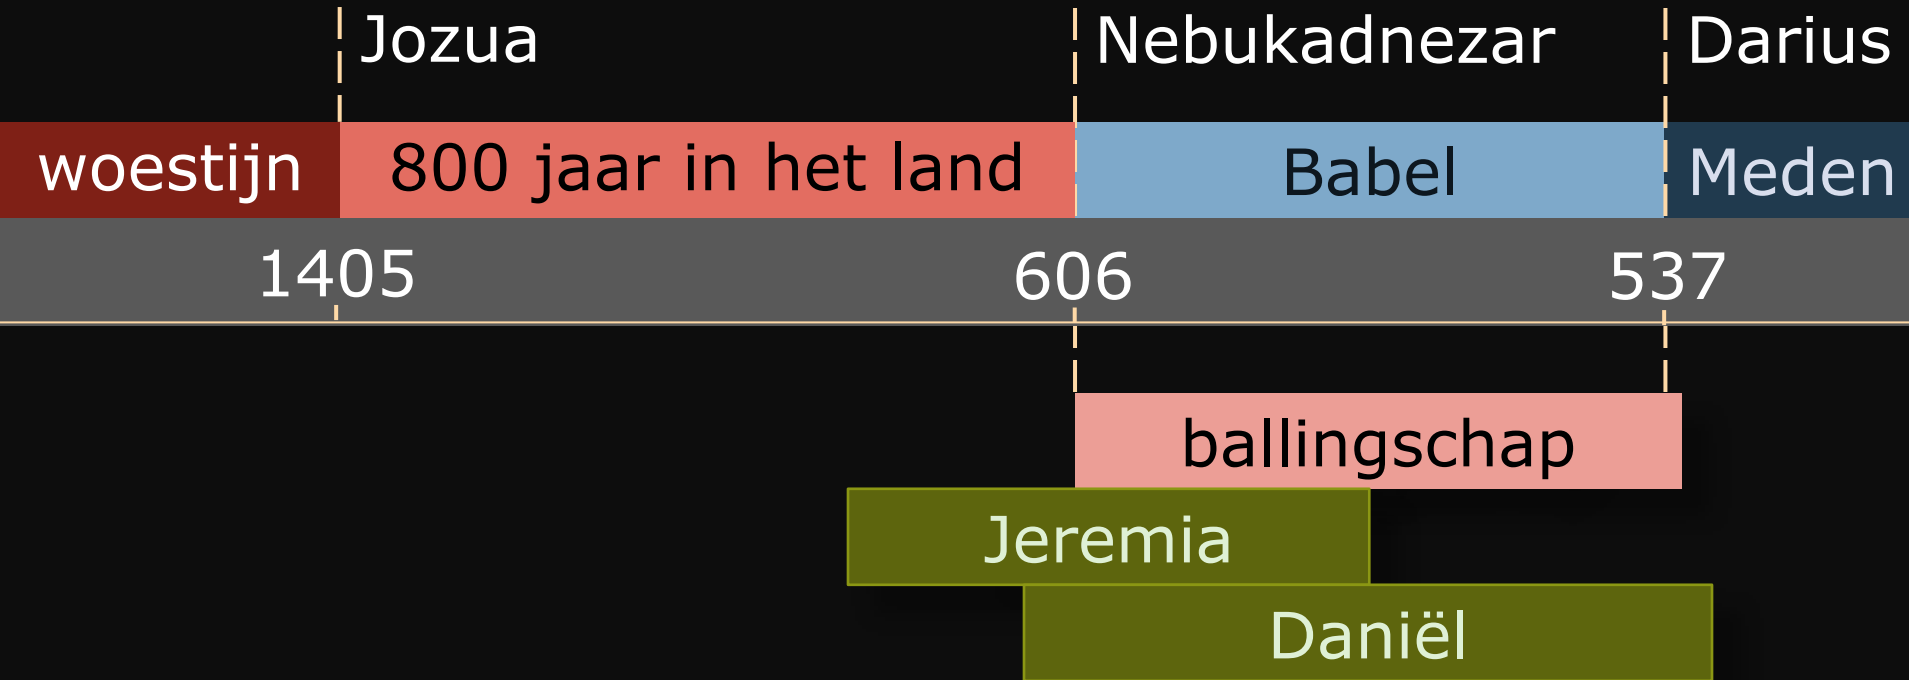 Jozua Nebukadnezar Darius
woestijn 800 jaar in het land Babel Meden
1405 606 537
ballingschap
Jeremia
Daniël